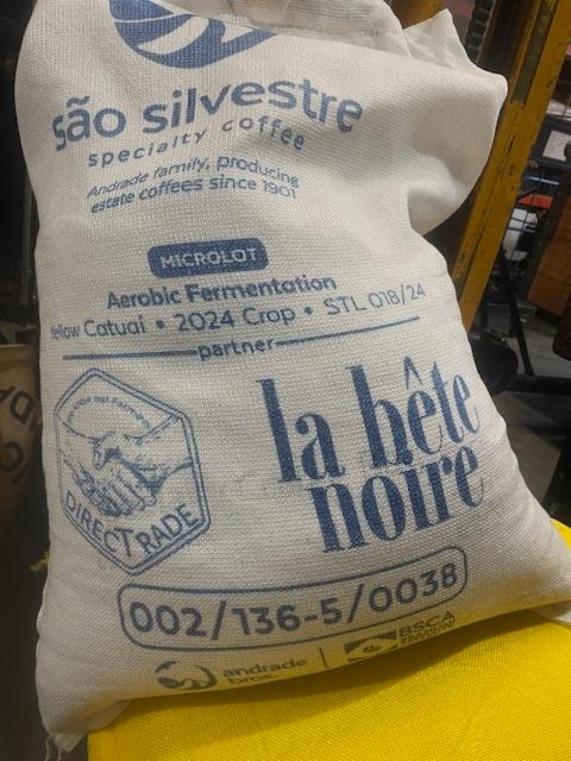 são silvestre
specialty coffee
Andrade family, producing
estate coffees since 1901
MICROLOT
Aerobic Fermentation
Yellow Catuai • 2024 Crop • STL 018/24
partner
la bête
noire
DIRECTRADE
002/136-5/0038
andrade
bros.
BSCA